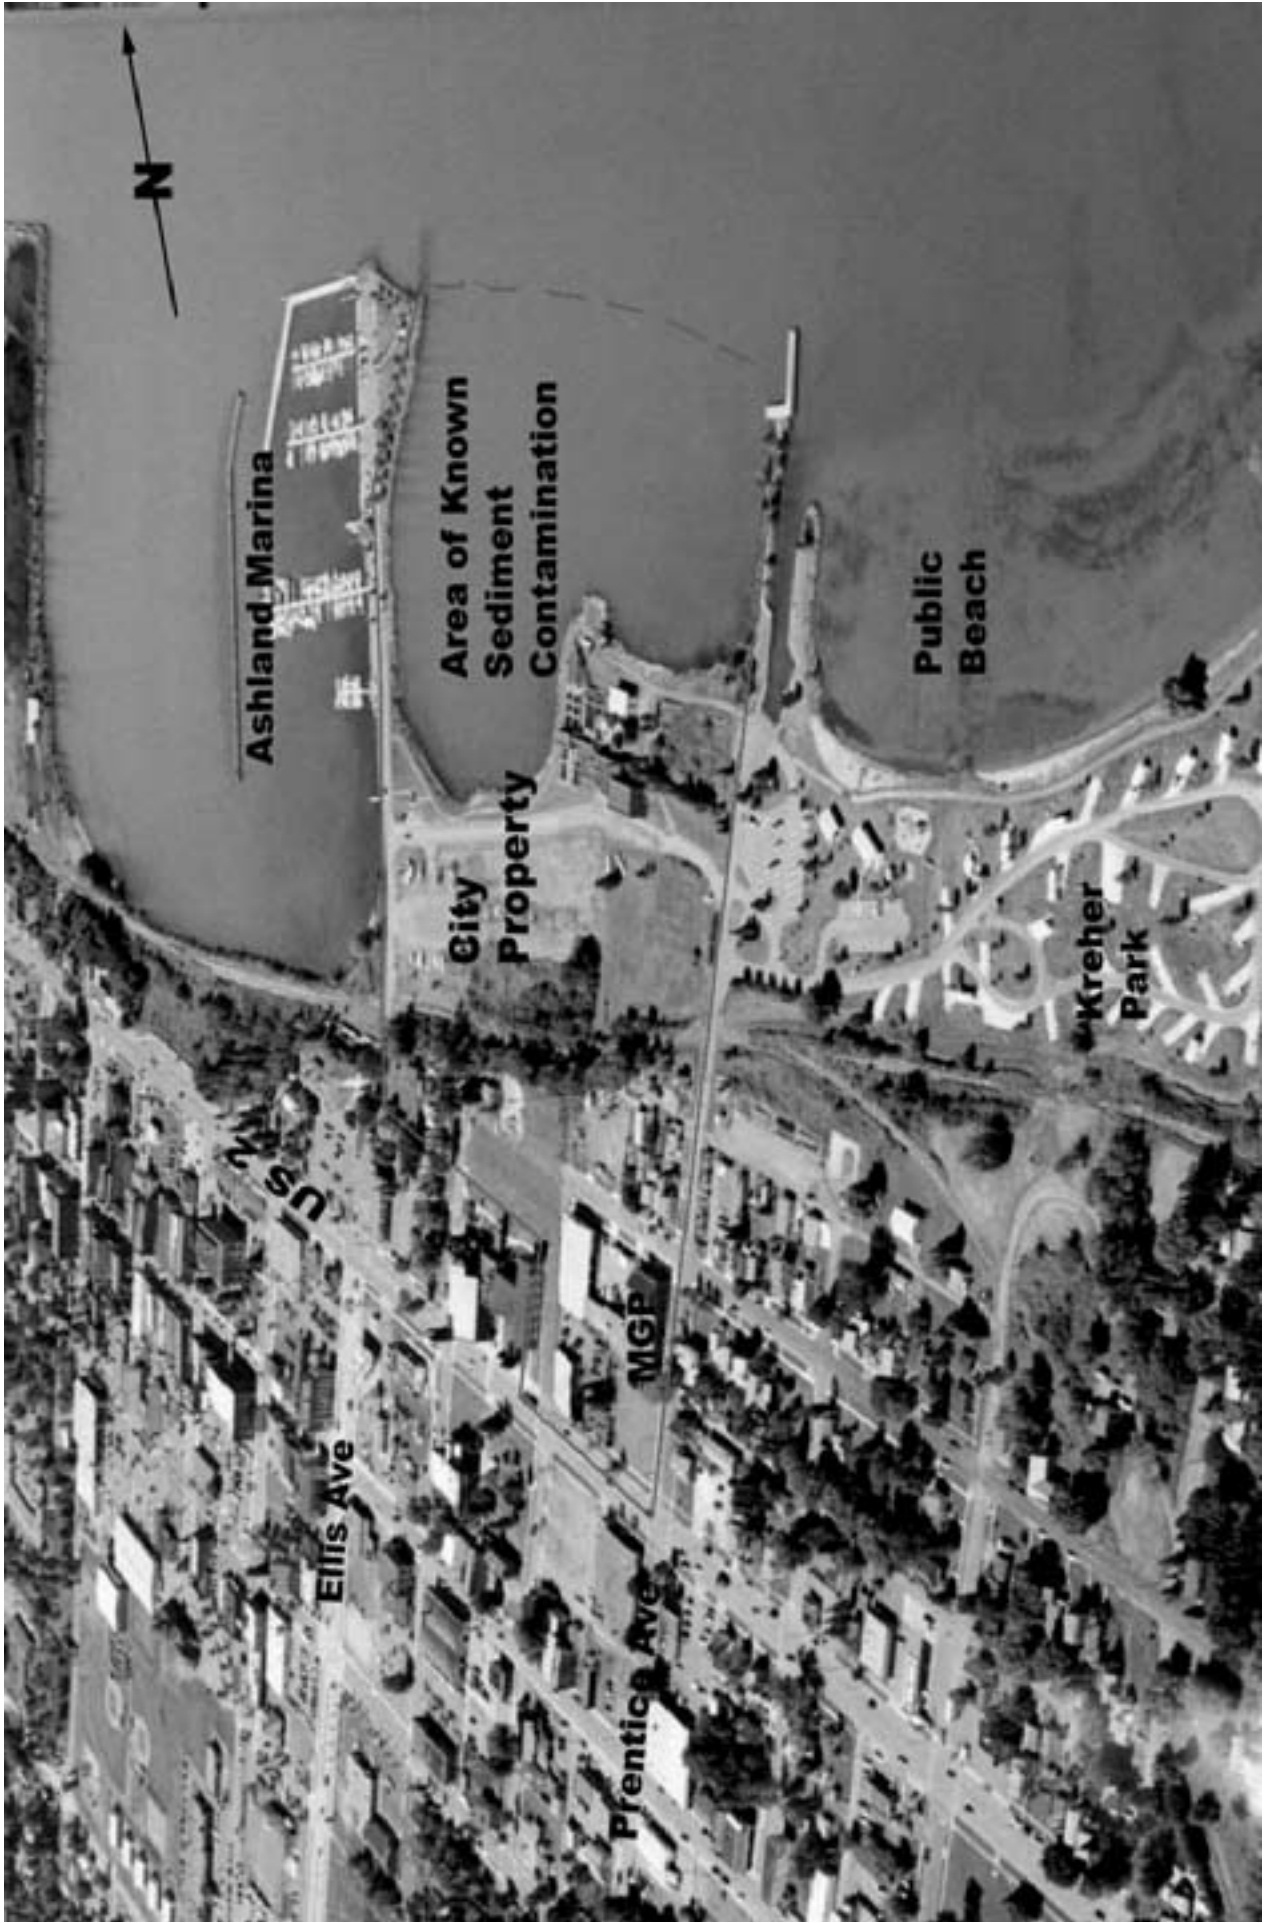 N
Ashland Marina
Area of Known
Sediment
Contamination
Public
Beach
City
Property
Kreher
Park
US 2
MGP
Ellis Ave
Prentice Ave